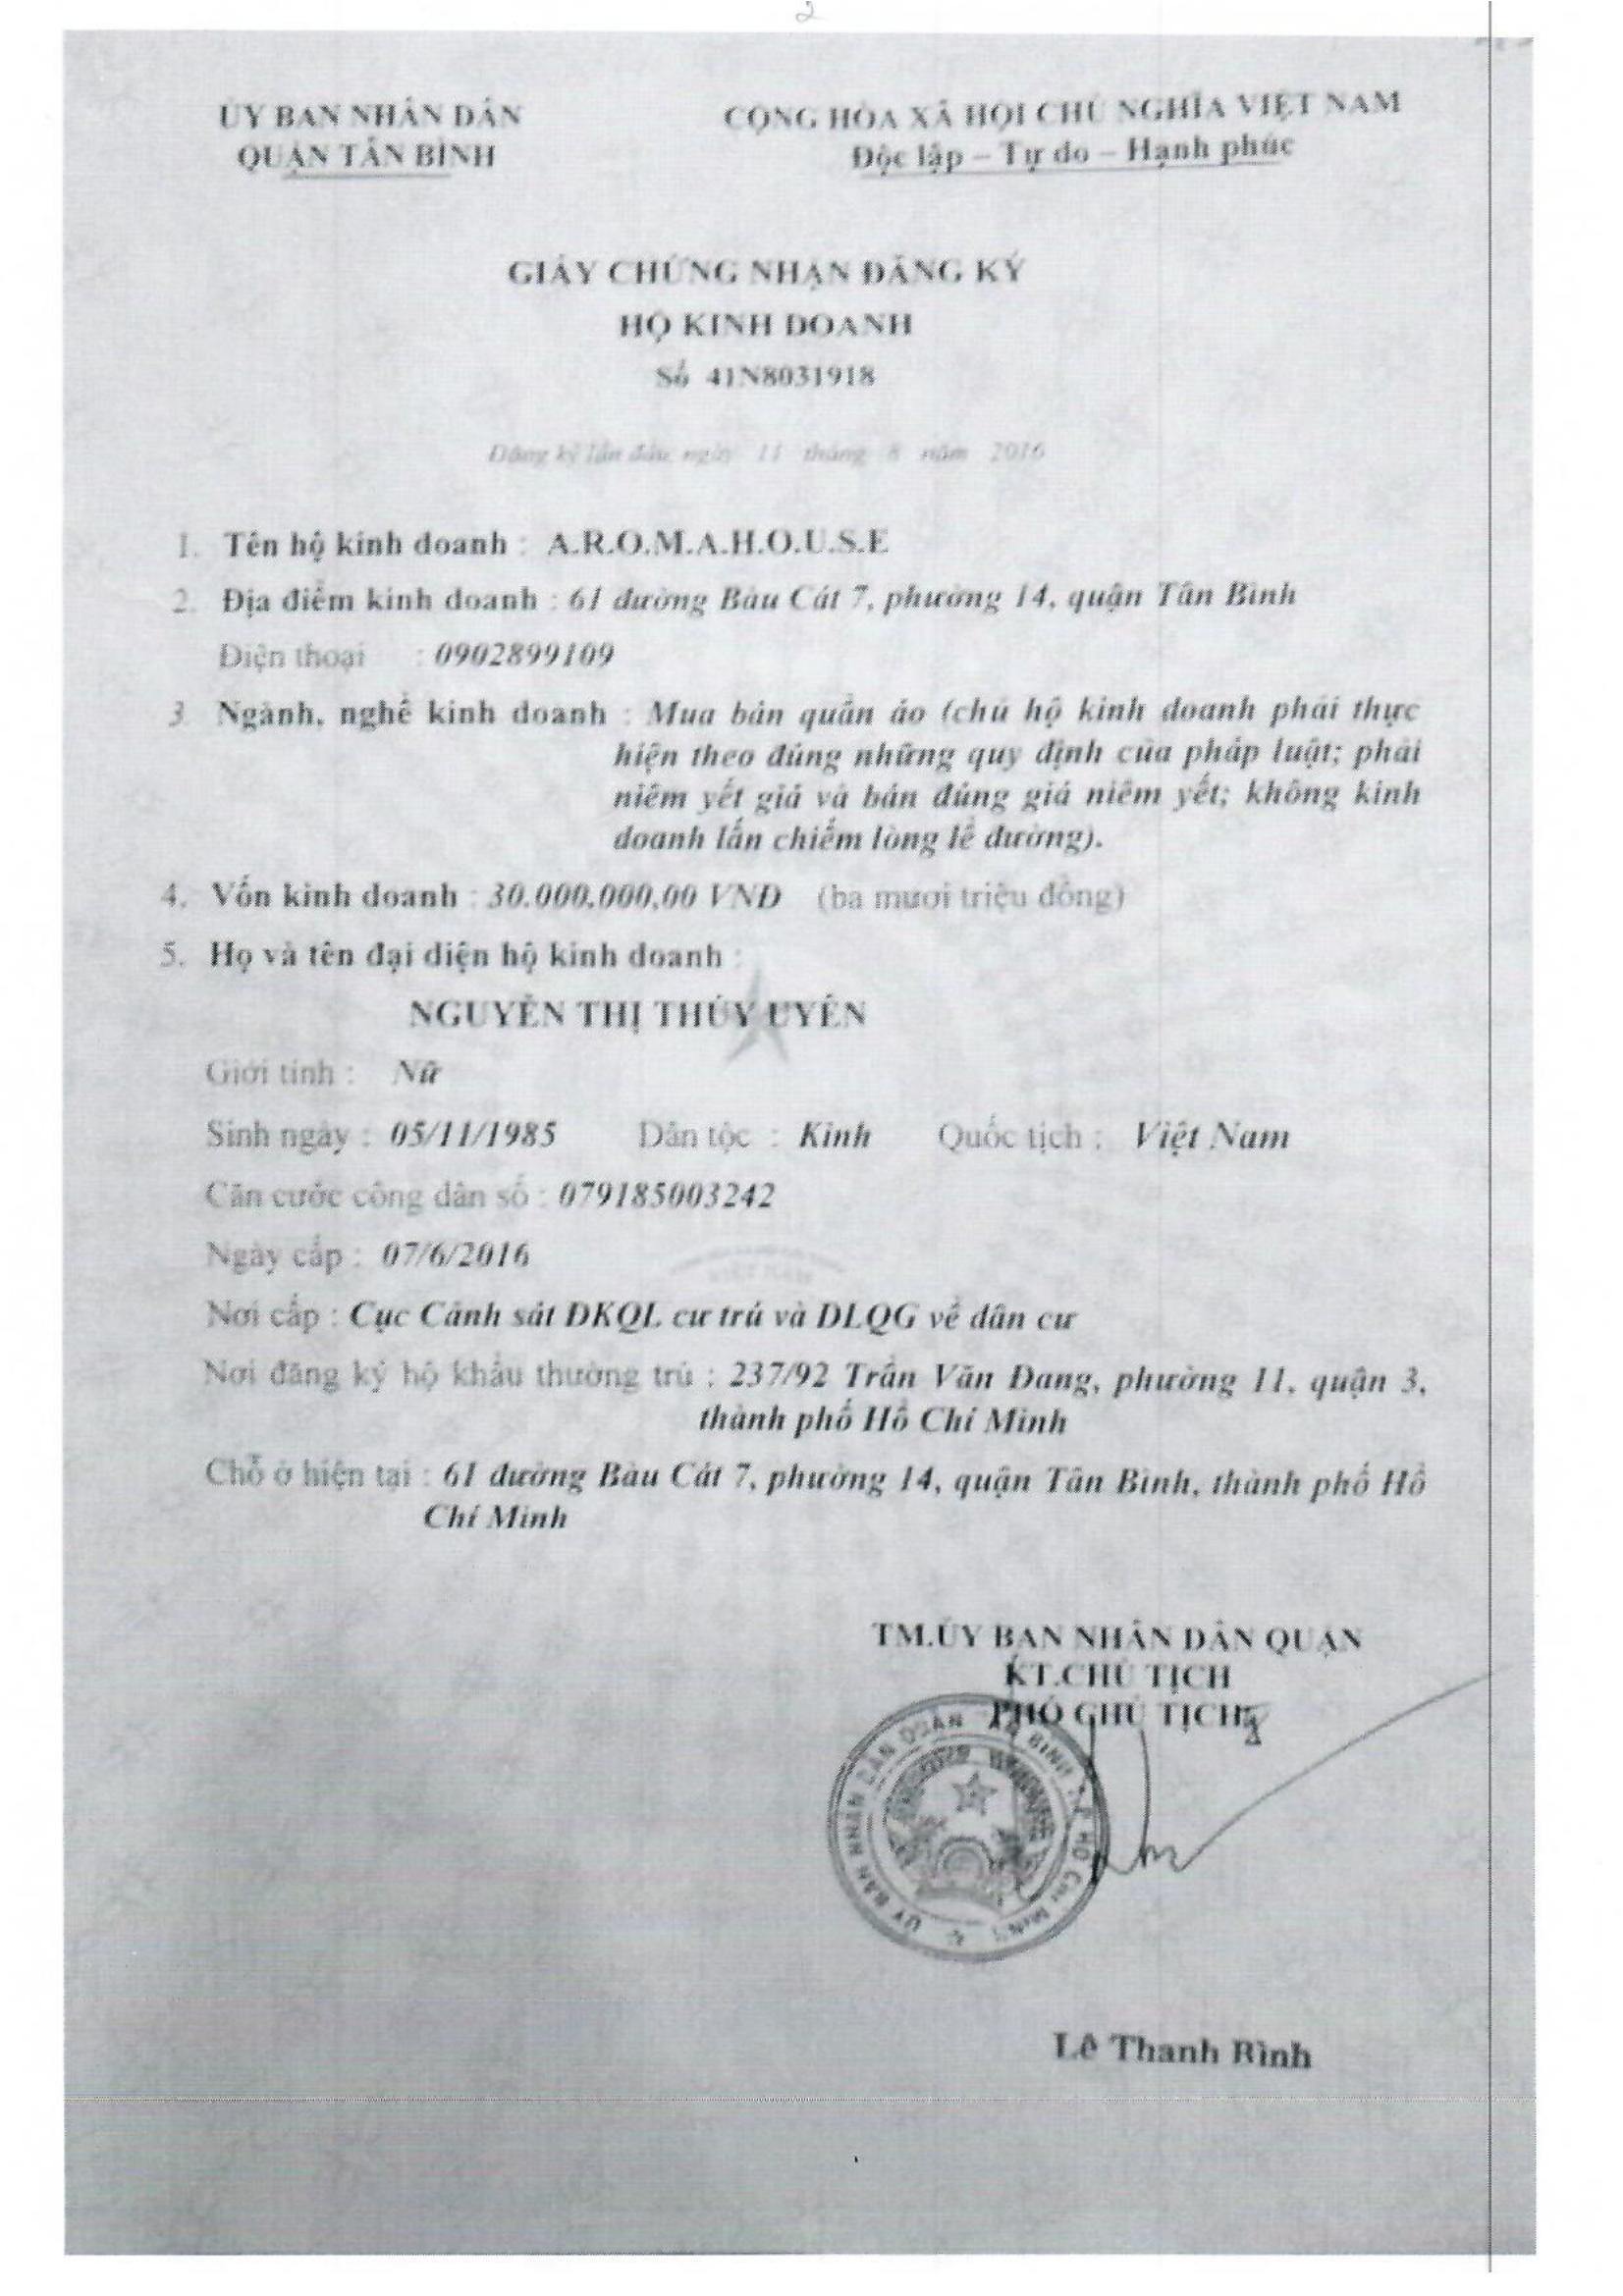 2
ỦY BAN NHÂN DÂN
QUẬN TÂN BÌNH
CỘNG HÒA XÃ HỘI CHỦ NGHĨA VIỆT NAM
Độc lập – Tự do – Hạnh phúc
GIẤY CHỨNG NHẬN ĐĂNG KÝ
HỘ KINH DOANH
Số 41N8031918
Đăng ký lần đầu, ngày 11 tháng 8 năm 2016
1. Tên hộ kinh doanh : A.R.O.M.A.H.O.U.S.E
2. Địa điểm kinh doanh : 61 đường Bàu Cát 7, phường 14, quận Tân Bình
Điện thoại : 0902899109
3. Ngành, nghề kinh doanh : Mua bán quần áo (chủ hộ kinh doanh phải thực
hiện theo đúng những quy định của pháp luật; phải
niêm yết giá và bán đúng giá niêm yết; không kinh
doanh lấn chiếm lòng lề đường).
4. Vốn kinh doanh : 30.000.000,00 VNĐ (ba mươi triệu đồng)
5. Họ và tên đại diện hộ kinh doanh :
NGUYỄN THỊ THÚY UYÊN
Giới tính : Nữ
Sinh ngày : 05/11/1985 Dân tộc : Kinh Quốc tịch : Việt Nam
Căn cước công dân số : 079185003242
Ngày cấp : 07/6/2016
VIỆT NAM
Nơi cấp : Cục Cảnh sát ĐKQL cư trú và DLQG về dân cư
Nơi đăng ký hộ khẩu thường trú : 237/92 Trần Văn Đang, phường 11, quận 3,
thành phố Hồ Chí Minh
Chỗ ở hiện tại : 61 đường Bàu Cát 7, phường 14, quận Tân Bình, thành phố Hồ
Chí Minh
TM.ỦY BAN NHÂN DÂN QUẬN
KT.CHỦ TỊCH
PHÓ CHỦ TỊCH
ỦY BAN NHÂN DÂN QUẬN TÂN BÌNH T.P HỒ CHÍ MINH
Lê Thanh Bình